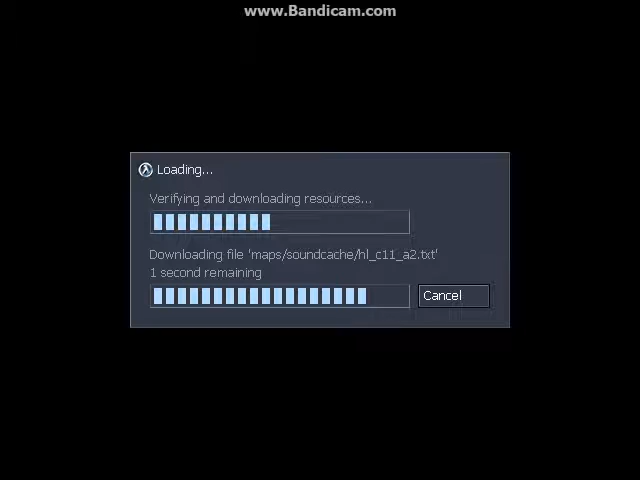 www.Bandicam.com
Loading...
Verifying and downloading resources...
Downloading file 'maps/soundcache/hl_c11_a2.txt'
1 second remaining
Cancel